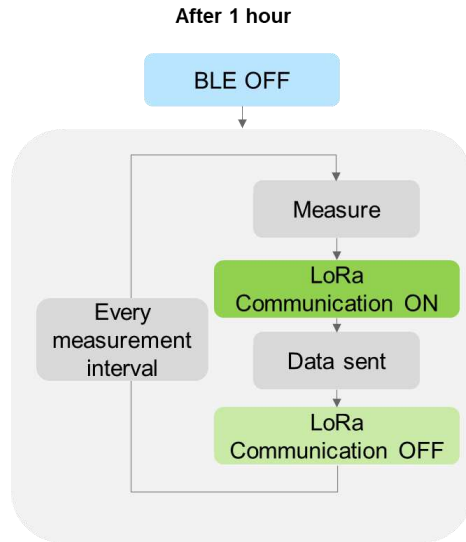 After 1 hour
BLE OFF
Measure
LoRa
Communication ON
Every
measurement
interval
Data sent
LoRa
Communication OFF